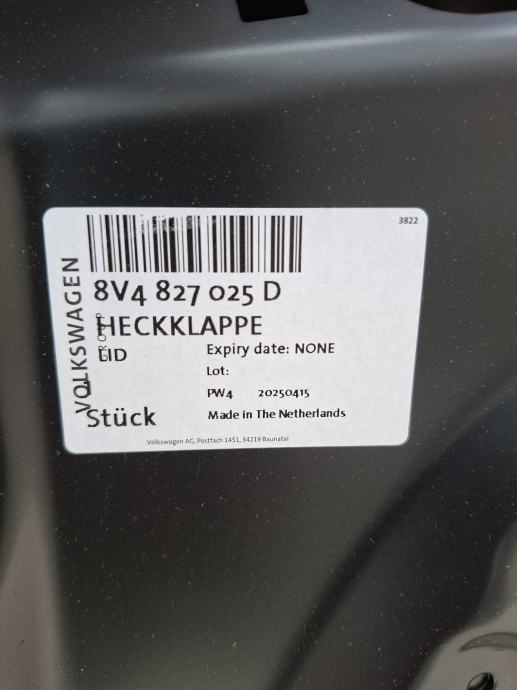 3822
8V4 827 025 D
HECKKLAPPE
LID
Expiry date: NONE
Lot:
PW4 20250415
Stück
Made in The Netherlands
Volkswagen AG, Postfach 1451, 34219 Baunatal
VOLKSWAGEN
GROUP